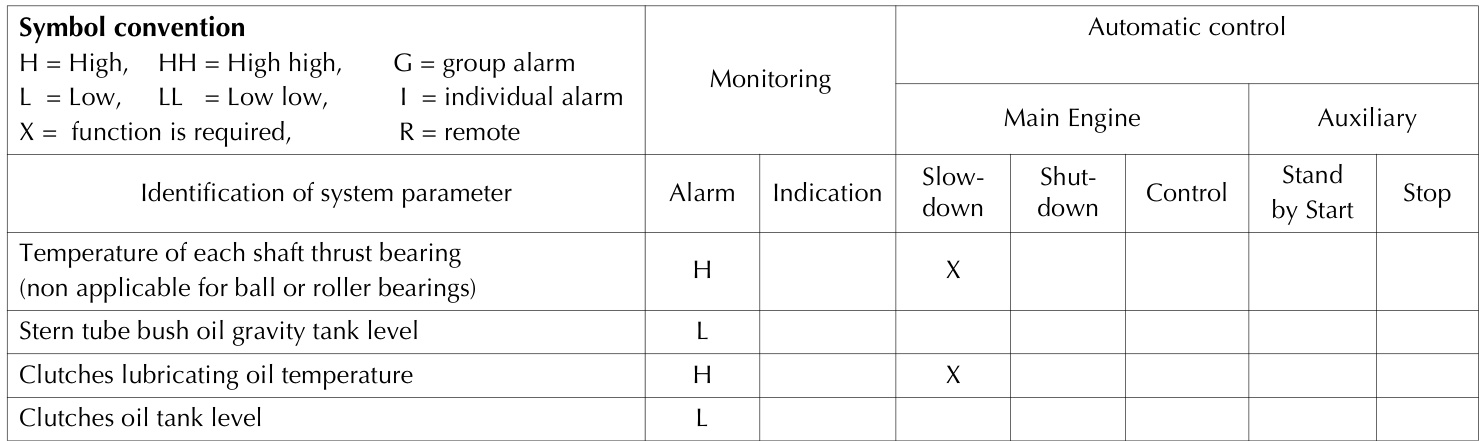 Symbol convention
H = High, HH = High high, G = group alarm
L = Low, LL = Low low, I = individual alarm
X = function is required, R = remote
Monitoring
Automatic control
Main Engine
Auxiliary
Identification of system parameter
Alarm
Indication
Slow-
down
Shut-
down
Control
Stand
by Start
Stop
Temperature of each shaft thrust bearing
(non applicable for ball or roller bearings)
H
X
Stern tube bush oil gravity tank level
L
Clutches lubricating oil temperature
H
X
Clutches oil tank level
L